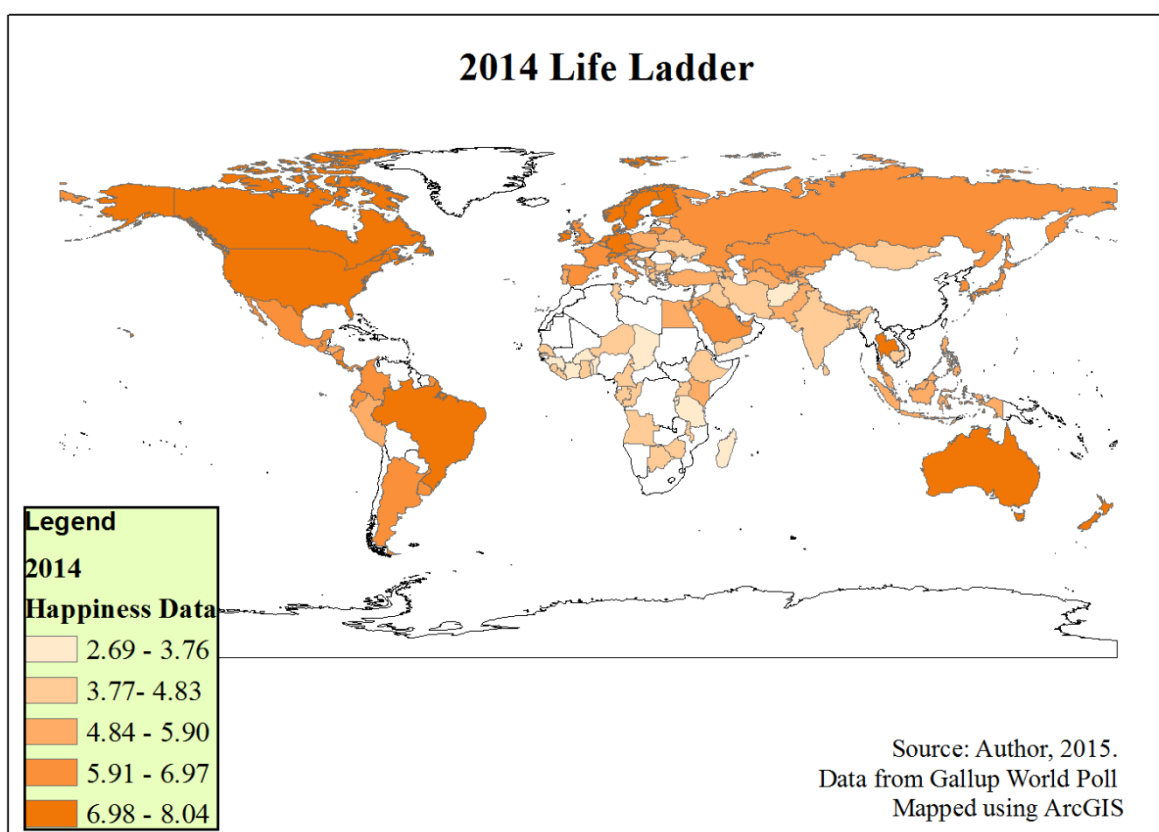 2014 Life Ladder
Legend
2014
Happiness Data
2.69 - 3.76
3.77- 4.83
4.84 - 5.90
5.91 - 6.97
6.98 - 8.04
Source: Author, 2015.
Data from Gallup World Poll
Mapped using ArcGIS